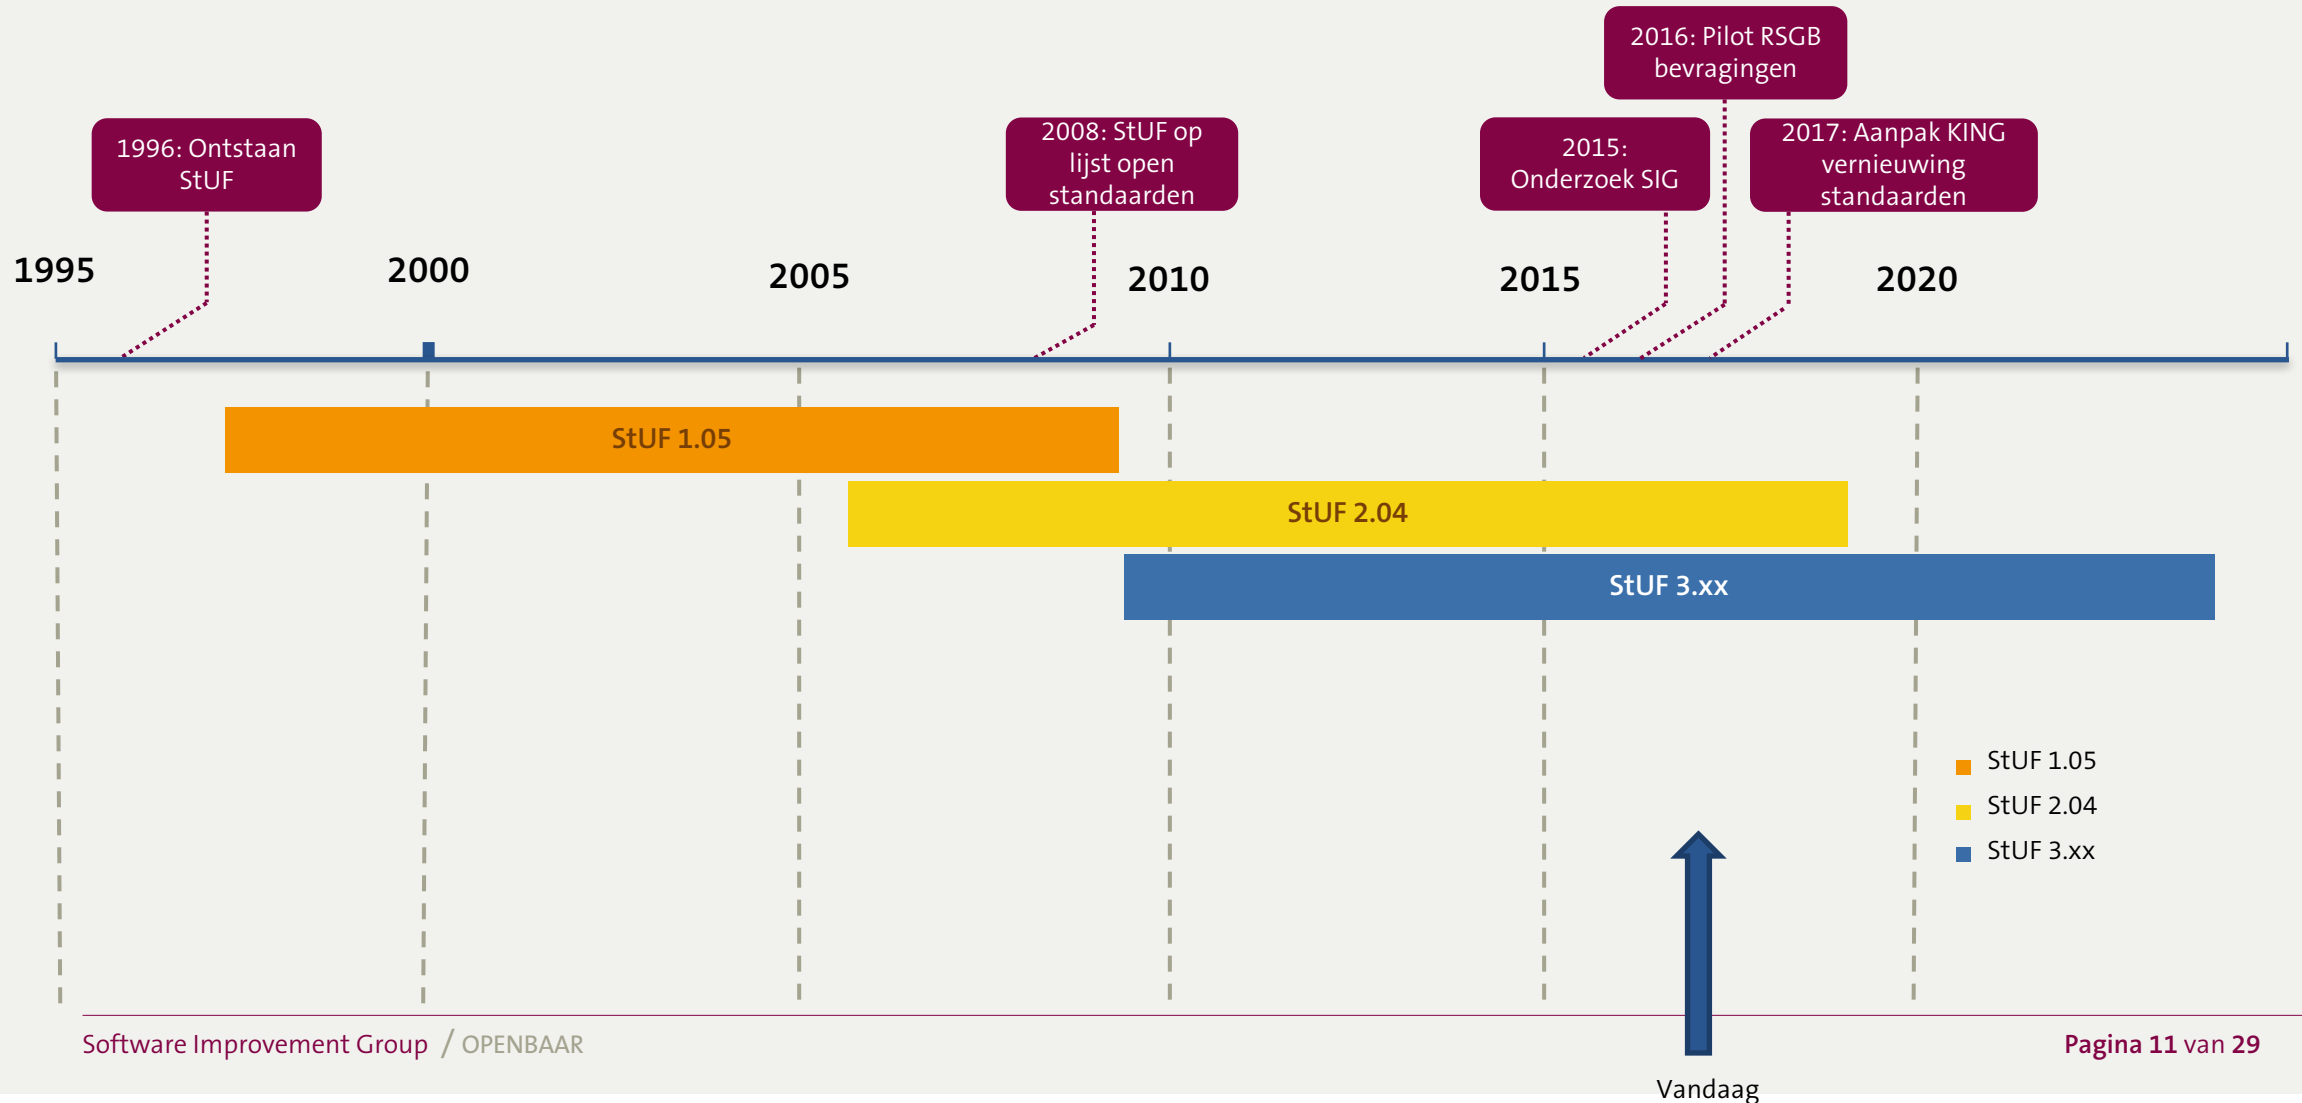 2016: Pilot RSGB
bevragingen
1996: Ontstaan
StUF
2008: StUF op
lijst open
standaarden
2015:
Onderzoek SIG
2017: Aanpak KING
vernieuwing
standaarden
1995
2000
2005
2010
2015
2020
StUF 1.05
StUF 2.04
StUF 3.xx
StUF 1.05
StUF 2.04
StUF 3.xx
Software Improvement Group / OPENBAAR
Pagina 11 van 29
Vandaag